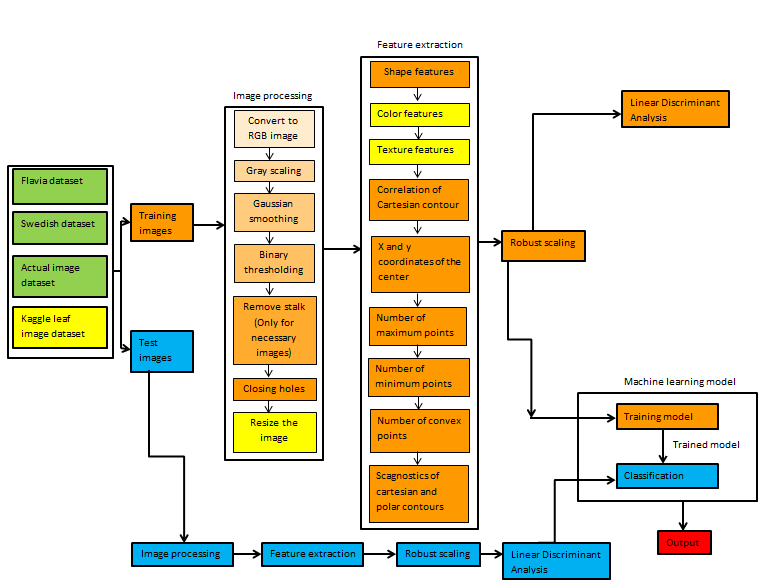 Feature extraction
Image processing
Shape features
Color features
Texture features
Correlation of
Cartesian contour
X and y
coordinates of the
center
Number of
maximum points
Number of
minimum points
Number of convex
points
Scagnostics of
cartesian and
polar contours
Convert to
RGB image
Gray scaling
Gaussian
smoothing
Binary
thresholding
Remove stalk
(Only for
necessary
images)
Closing holes
Resize the
image
Flavia dataset
Swedish dataset
Actual image
dataset
Kaggle leaf
image dataset
Training
images
Test
images
Robust scaling
Linear Discriminant
Analysis
Machine learning model
Training model
Trained model
Classification
Output
Image processing
Feature extraction
Robust scaling
Linear Discriminant
Analysis